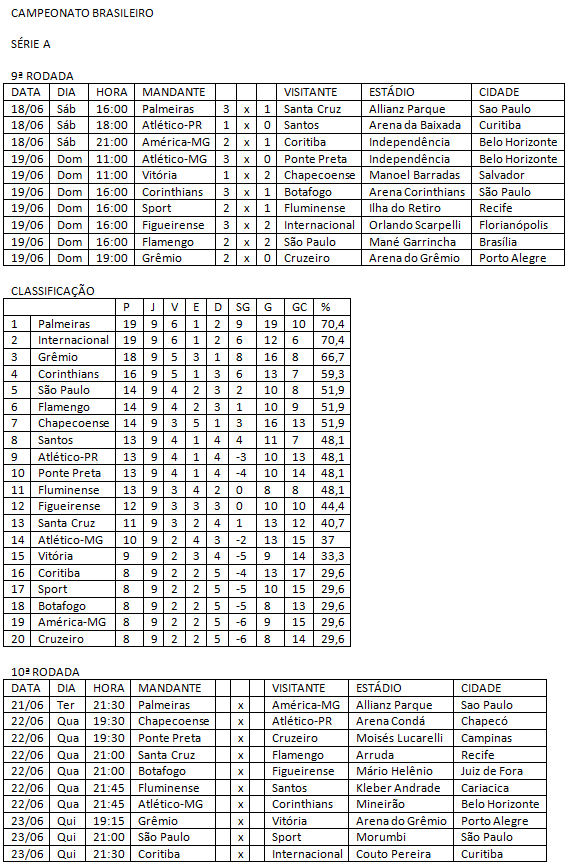 CAMPEONATO BRASILEIRO
SÉRIE A
9ª RODADA
DATA DIA HORA MANDANTE VISITANTE ESTÁDIO CIDADE
18/06 Sáb 16:00 Palmeiras 3 x 1 Santa Cruz Allianz Parque Sao Paulo
18/06 Sáb 18:00 Atlético-PR 1 x 0 Santos Arena da Baixada Curitiba
18/06 Sáb 21:00 América-MG 2 x 1 Coritiba Independência Belo Horizonte
19/06 Dom 11:00 Atlético-MG 3 x 0 Ponte Preta Independência Belo Horizonte
19/06 Dom 11:00 Vitória 1 x 2 Chapecoense Manoel Barradas Salvador
19/06 Dom 16:00 Corinthians 3 x 1 Botafogo Arena Corinthians São Paulo
19/06 Dom 16:00 Sport 2 x 1 Fluminense Ilha do Retiro Recife
19/06 Dom 16:00 Figueirense 3 x 2 Internacional Orlando Scarpelli Florianópolis
19/06 Dom 16:00 Flamengo 2 x 2 São Paulo Mané Garrincha Brasília
19/06 Dom 19:00 Grêmio 2 x 0 Cruzeiro Arena do Grêmio Porto Alegre
CLASSIFICAÇÃO
P J V E D SG G GC %
1 Palmeiras 19 9 6 1 2 9 19 10 70,4
2 Internacional 19 9 6 1 2 6 12 6 70,4
3 Grêmio 18 9 5 3 1 8 16 8 66,7
4 Corinthians 16 9 5 1 3 6 13 7 59,3
5 São Paulo 14 9 4 2 3 2 10 8 51,9
6 Flamengo 14 9 4 2 3 1 10 9 51,9
7 Chapecoense 14 9 3 5 1 3 16 13 51,9
8 Santos 13 9 4 1 4 4 11 7 48,1
9 Atlético-PR 13 9 4 1 4 -3 10 13 48,1
10 Ponte Preta 13 9 4 1 4 -4 10 14 48,1
11 Fluminense 13 9 3 4 2 0 8 8 48,1
12 Figueirense 12 9 3 3 3 0 10 10 44,4
13 Santa Cruz 11 9 3 2 4 1 13 12 40,7
14 Atlético-MG 10 9 2 4 3 -2 13 15 37
15 Vitória 9 9 2 3 4 -5 9 14 33,3
16 Coritiba 8 9 2 2 5 -4 13 17 29,6
17 Sport 8 9 2 2 5 -5 10 15 29,6
18 Botafogo 8 9 2 2 5 -5 8 13 29,6
19 América-MG 8 9 2 2 5 -6 9 15 29,6
20 Cruzeiro 8 9 2 2 5 -6 8 14 29,6
10ª RODADA
DATA DIA HORA MANDANTE VISITANTE ESTÁDIO CIDADE
21/06 Ter 21:30 Palmeiras x América-MG Allianz Parque Sao Paulo
22/06 Qua 19:30 Chapecoense x Atlético-PR Arena Condá Chapecó
22/06 Qua 19:30 Ponte Preta x Cruzeiro Moisés Lucarelli Campinas
22/06 Qua 21:00 Santa Cruz x Flamengo Arruda Recife
22/06 Qua 21:00 Botafogo x Figueirense Mário Helênio Juiz de Fora
22/06 Qua 21:45 Fluminense x Santos Kleber Andrade Cariacica
22/06 Qua 21:45 Atlético-MG x Corinthians Mineirão Belo Horizonte
23/06 Qui 19:15 Grêmio x Vitória Arena do Grêmio Porto Alegre
23/06 Qui 21:00 São Paulo x Sport Morumbi São Paulo
23/06 Qui 21:30 Coritiba x Internacional Couto Pereira Curitiba